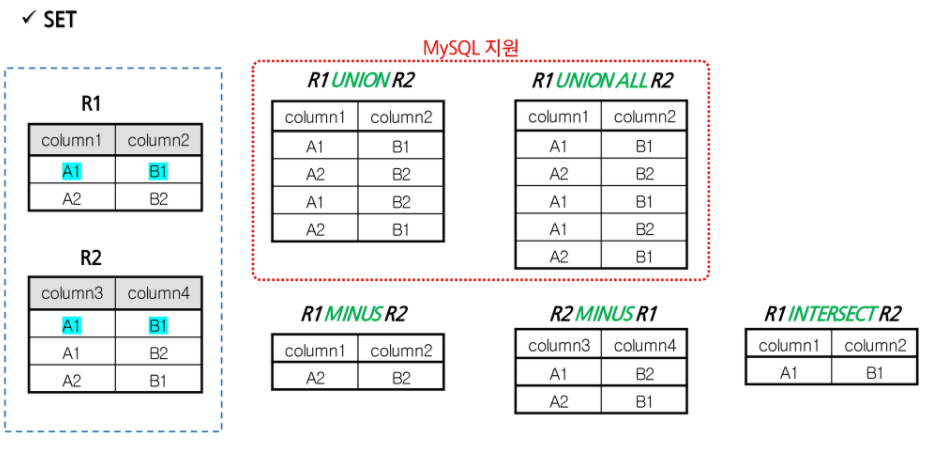 ✓ SET
MySQL 지원
R1
column1 column2
A1 B1
A2 B2
R2
column3 column4
A1 B1
A1 B2
A2 B1
R1 UNION R2
column1 column2
A1 B1
A2 B2
A1 B2
A2 B1
R1 UNION ALL R2
column1 column2
A1 B1
A2 B2
A1 B1
A1 B2
A2 B1
R1 MINUS R2
column1 column2
A2 B2
R2 MINUS R1
column3 column4
A1 B2
A2 B1
R1 INTERSECT R2
column1 column2
A1 B1